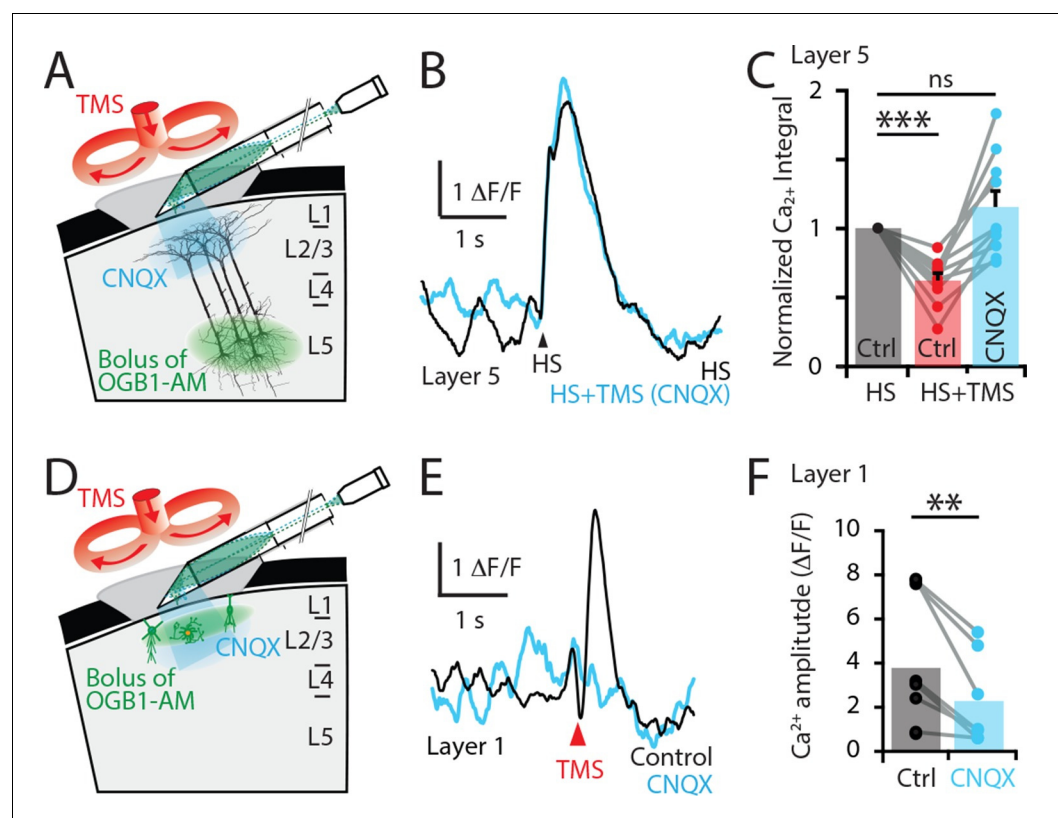 A
TMS
L1
L2/3
L4
L5
CNQX
Bolus of
OGB1-AM
B
1 ΔF/F
1 s
HS
Layer 5
HS
HS+TMS (CNQX)
C
Layer 5
ns
***
Normalized Ca2+ Integral
2
1
0
Ctrl
Ctrl
CNQX
HS
HS+TMS
D
TMS
L1
L2/3
L4
L5
CNQX
Bolus of
OGB1-AM
E
1 ΔF/F
1 s
Layer 1
TMS
Control
CNQX
F
Layer 1
**
Ca2+ amplitutde (ΔF/F)
10
8
6
4
2
0
Ctrl
CNQX